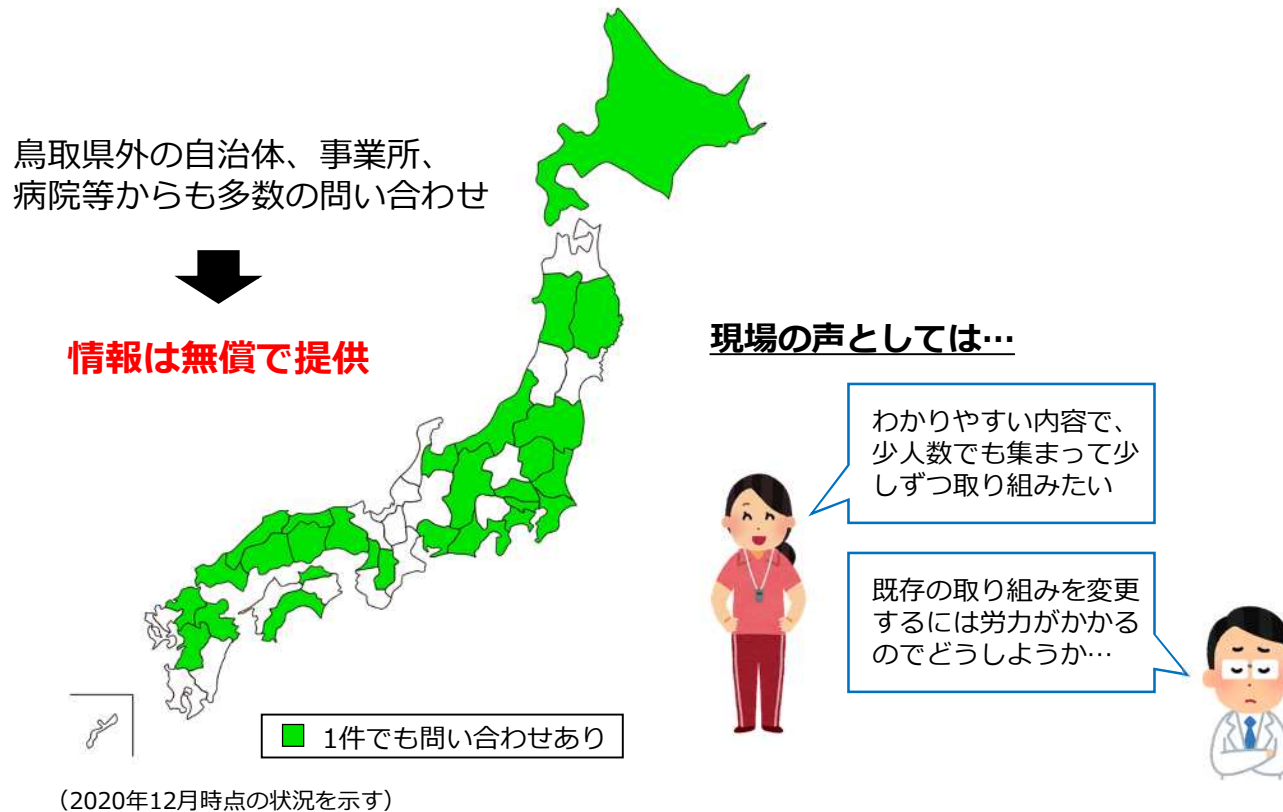 鳥取県外の自治体、事業所、
病院等からも多数の問い合わせ
情報は無償で提供
現場の声としては…
わかりやすい内容で、
少人数でも集まって少
しずつ取り組みたい
既存の取り組みを変更
するには労力がかかる
のでどうしようか…
1件でも問い合わせあり
（2020年12月時点の状況を示す）